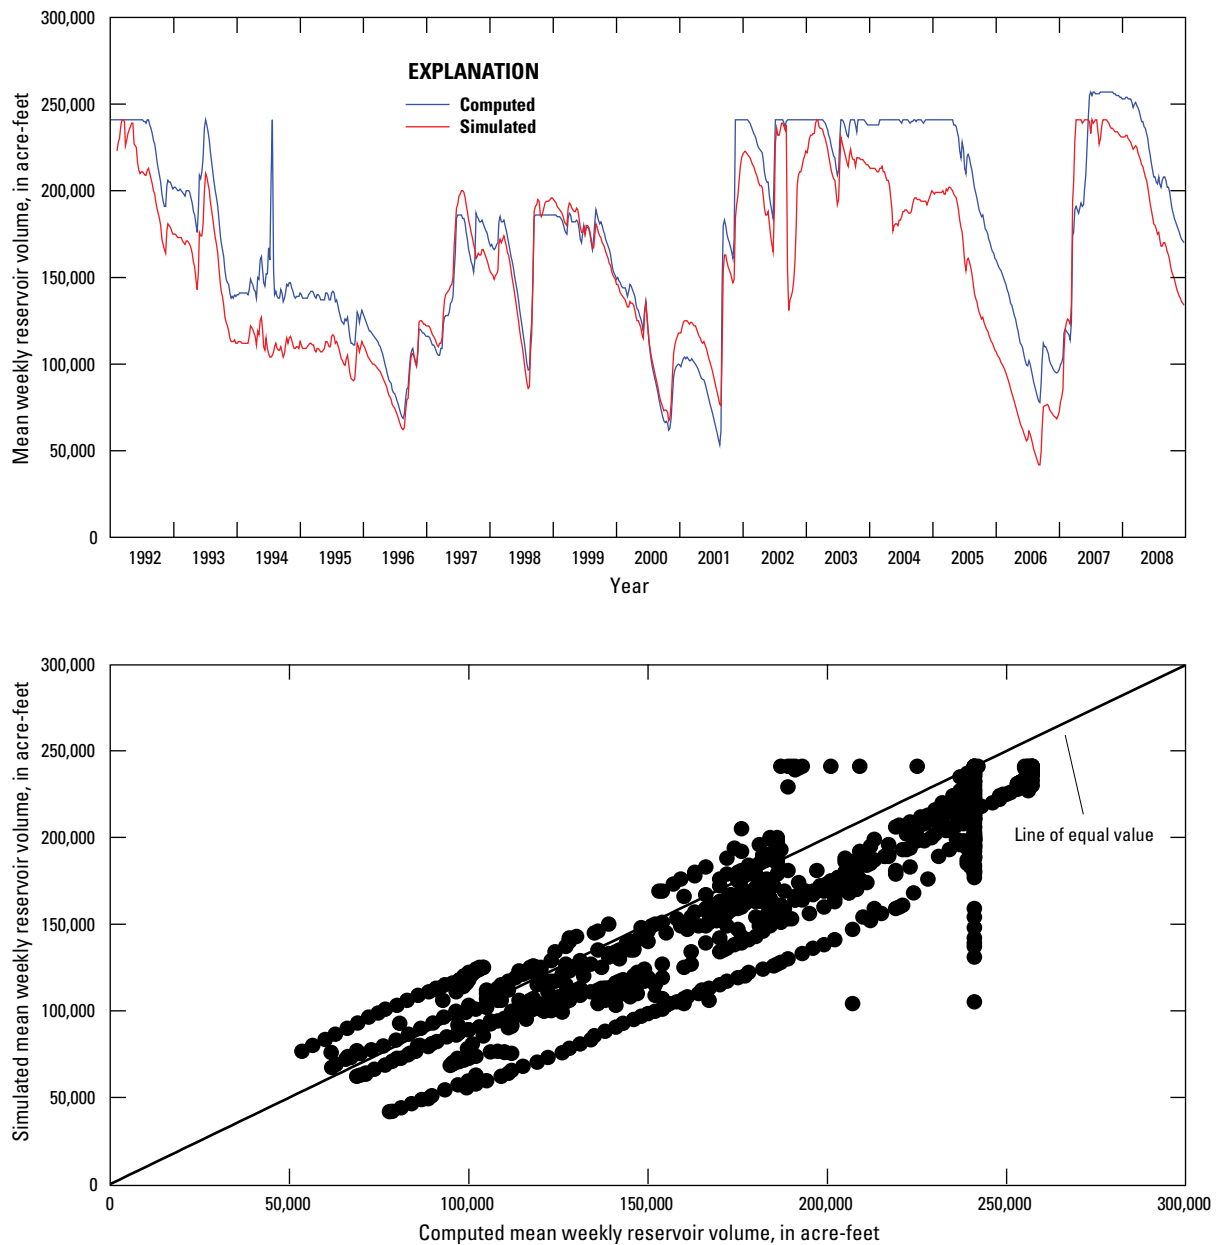 300,000
250,000
200,000
150,000
100,000
50,000
0
Mean weekly reservoir volume, in acre-feet
EXPLANATION
Computed
Simulated
1992 1993 1994 1995 1996 1997 1998 1999 2000 2001 2002 2003 2004 2005 2006 2007 2008
Year
300,000
250,000
200,000
150,000
100,000
50,000
0
Simulated mean weekly reservoir volume, in acre-feet
Line of equal value
0 50,000 100,000 150,000 200,000 250,000 300,000
Computed mean weekly reservoir volume, in acre-feet